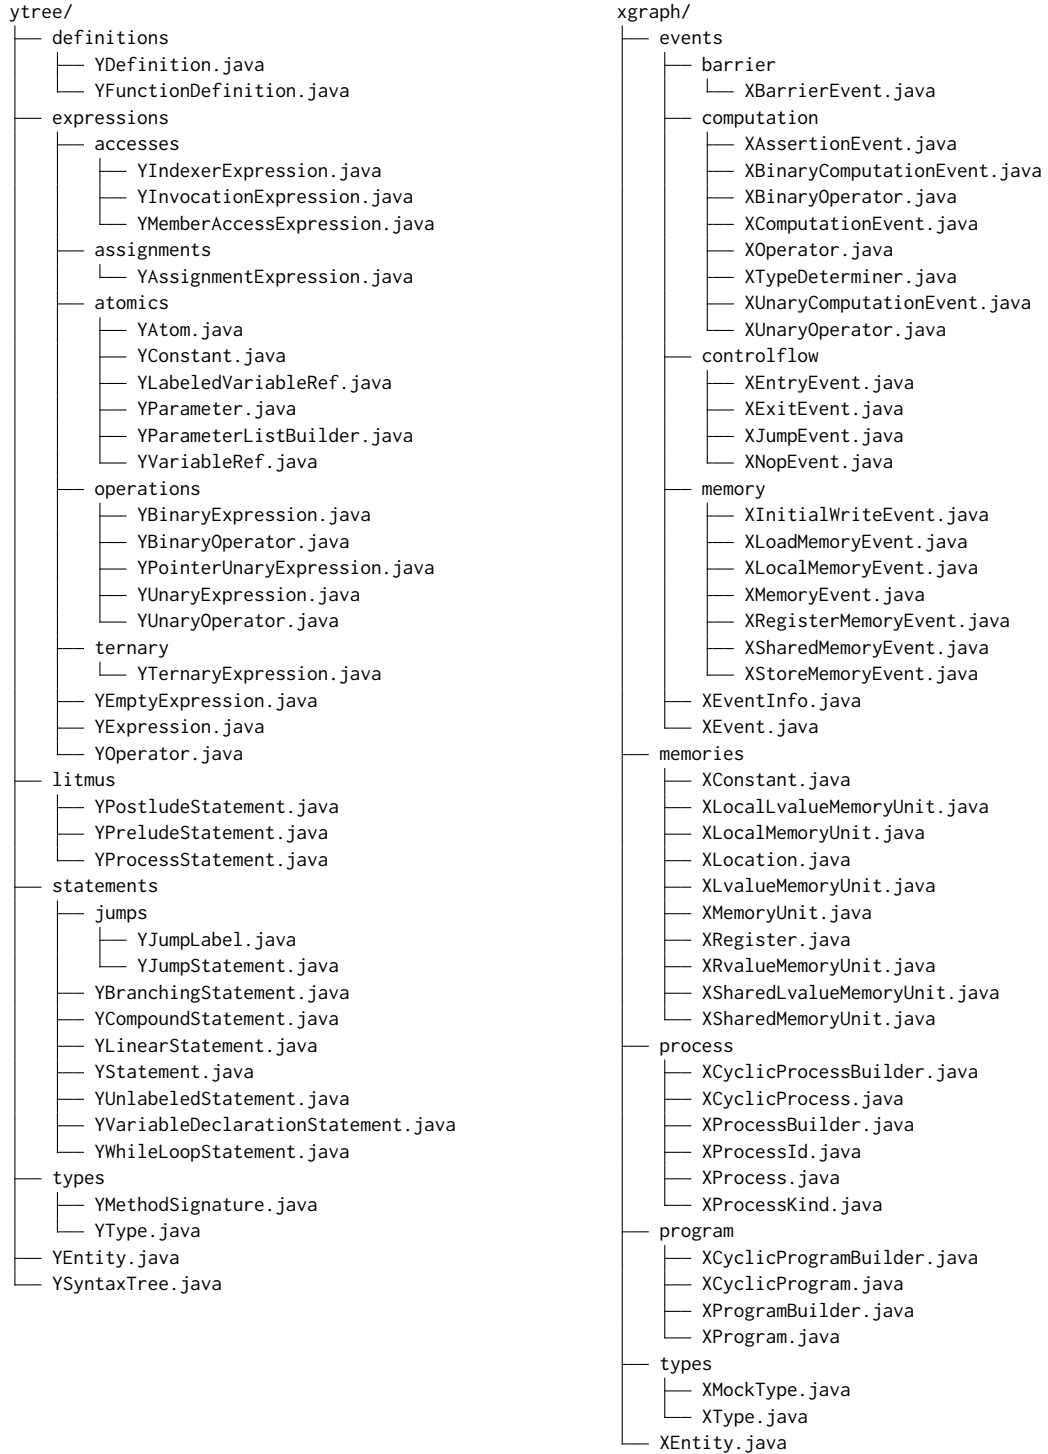 ytree/
├── definitions
│   ├── YDefinition.java
│   └── YFunctionDefinition.java
├── expressions
│   ├── accesses
│   │   ├── YIndexerExpression.java
│   │   ├── YInvocationExpression.java
│   │   └── YMemberAccessExpression.java
│   ├── assignments
│   │   └── YAssignmentExpression.java
│   ├── atomics
│   │   ├── YAtom.java
│   │   ├── YConstant.java
│   │   ├── YLabeledVariableRef.java
│   │   ├── YParameter.java
│   │   ├── YParameterListBuilder.java
│   │   └── YVariableRef.java
│   ├── operations
│   │   ├── YBinaryExpression.java
│   │   ├── YBinaryOperator.java
│   │   ├── YPointerUnaryExpression.java
│   │   ├── YUnaryExpression.java
│   │   └── YUnaryOperator.java
│   ├── ternary
│   │   └── YTernaryExpression.java
│   ├── YEmptyExpression.java
│   ├── YExpression.java
│   └── YOperator.java
├── litmus
│   ├── YPostludeStatement.java
│   ├── YPreludeStatement.java
│   └── YProcessStatement.java
├── statements
│   ├── jumps
│   │   ├── YJumpLabel.java
│   │   └── YJumpStatement.java
│   ├── YBranchingStatement.java
│   ├── YCompoundStatement.java
│   ├── YLinearStatement.java
│   ├── YStatement.java
│   ├── YUnlabeledStatement.java
│   ├── YVariableDeclarationStatement.java
│   └── YWhileLoopStatement.java
├── types
│   ├── YMethodSignature.java
│   └── YType.java
├── YEntity.java
└── YSyntaxTree.java
xgraph/
├── events
│   ├── barrier
│   │   └── XBarrierEvent.java
│   ├── computation
│   │   ├── XAssertionEvent.java
│   │   ├── XBinaryComputationEvent.java
│   │   ├── XBinaryOperator.java
│   │   ├── XComputationEvent.java
│   │   ├── XOperator.java
│   │   ├── XTypeDeterminer.java
│   │   ├── XUnaryComputationEvent.java
│   │   └── XUnaryOperator.java
│   ├── controlflow
│   │   ├── XEntryEvent.java
│   │   ├── XExitEvent.java
│   │   ├── XJumpEvent.java
│   │   └── XNopEvent.java
│   ├── memory
│   │   ├── XInitialWriteEvent.java
│   │   ├── XLoadMemoryEvent.java
│   │   ├── XLocalMemoryEvent.java
│   │   ├── XMemoryEvent.java
│   │   ├── XRegisterMemoryEvent.java
│   │   ├── XSharedMemoryEvent.java
│   │   └── XStoreMemoryEvent.java
│   ├── XEventInfo.java
│   └── XEvent.java
├── memories
│   ├── XConstant.java
│   ├── XLocalLvalueMemoryUnit.java
│   ├── XLocalMemoryUnit.java
│   ├── XLocation.java
│   ├── XLvalueMemoryUnit.java
│   ├── XMemoryUnit.java
│   ├── XRegister.java
│   ├── XRvalueMemoryUnit.java
│   ├── XSharedLvalueMemoryUnit.java
│   └── XSharedMemoryUnit.java
├── process
│   ├── XCyclicProcessBuilder.java
│   ├── XCyclicProcess.java
│   ├── XProcessBuilder.java
│   ├── XProcessId.java
│   ├── XProcess.java
│   └── XProcessKind.java
├── program
│   ├── XCyclicProgramBuilder.java
│   ├── XCyclicProgram.java
│   ├── XProgramBuilder.java
│   └── XProgram.java
├── types
│   ├── XMockType.java
│   └── XType.java
└── XEntity.java